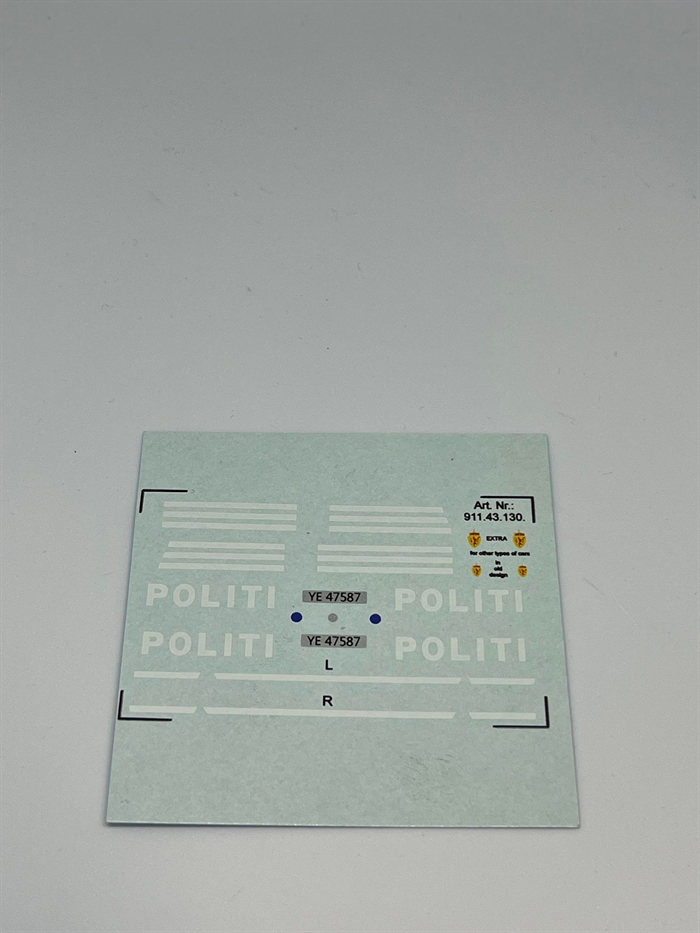 Art. Nr.:
911.43.130.
EXTRA
for other types of cars
in
old
design
POLITI YE 47587 POLITI
POLITI YE 47587 POLITI
L
R